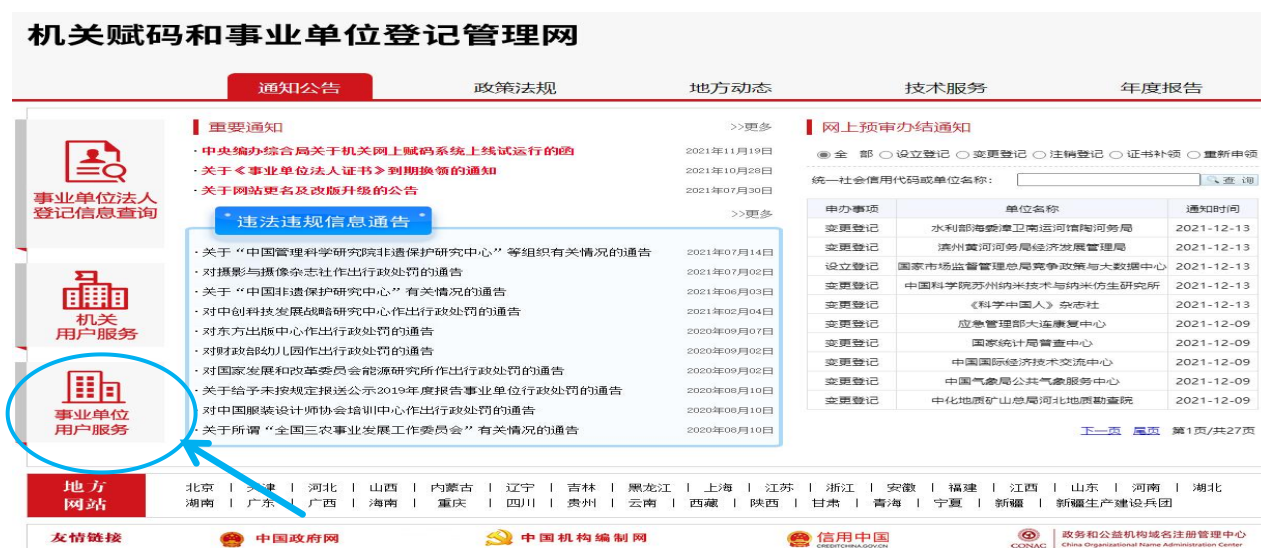 机关赋码和事业单位登记管理网
通知公告 政策法规 地方动态 技术服务 年度报告
事业单位法人
登记信息查询
机关
用户服务
事业单位
用户服务
重要通知 >>更多
·中央编办综合局关于机关网上赋码系统上线试运行的函 2021年11月19日
·关于《事业单位法人证书》到期换领的通知 2021年10月28日
·关于网站更名及改版升级的公告 2021年07月30日
违法违规信息通告 >>更多
·关于“中国管理科学研究院非遗保护研究中心”等组织有关情况的通告 2021年07月14日
·对摄影与摄像杂志社作出行政处罚的通告 2021年07月02日
·关于“中国非遗保护研究中心”有关情况的通告 2021年06月03日
·对中创科技发展战略研究中心作出行政处罚的通告 2021年02月04日
·对东方出版中心作出行政处罚的通告 2020年09月07日
·对财政部幼儿园作出行政处罚的通告 2020年09月02日
·对国家发展和改革委员会能源研究所作出行政处罚的通告 2020年09月02日
·关于给予未按规定报送公示2019年度报告事业单位行政处罚的通告 2020年08月10日
对中国服装设计师协会培训中心作出行政处罚的通告 2020年08月10日
·关于所谓“全国三农事业发展工作委员会”有关情况的通告 2020年08月10日
网上预审办结通知
全 部 设立登记 变更登记 注销登记 证书补领 重新申领
统一社会信用代码或单位名称： 查 询
申办事项 单位名称 通知时间
变更登记 水利部海委漳卫南运河馆陶河务局 2021-12-13
变更登记 滨州黄河河务局经济发展管理局 2021-12-13
设立登记 国家市场监督管理总局竞争政策与大数据中心 2021-12-13
变更登记 中国科学院苏州纳米技术与纳米仿生研究所 2021-12-13
变更登记 《科学中国人》杂志社 2021-12-13
变更登记 应急管理部大连康复中心 2021-12-09
变更登记 国家统计局普查中心 2021-12-09
变更登记 中国国际经济技术交流中心 2021-12-09
变更登记 中国气象局公共气象服务中心 2021-12-09
变更登记 中化地质矿山总局河北地质勘查院 2021-12-09
下一页 尾页 第1页/共27页
地方
网站
北京 | 天津 | 河北 | 山西 | 内蒙古 | 辽宁 | 吉林 | 黑龙江 | 上海 | 江苏 | 浙江 | 安徽 | 福建 | 江西 | 山东 | 河南 | 湖北
湖南 | 广东 | 广西 | 海南 | 重庆 | 四川 | 贵州 | 云南 | 西藏 | 陕西 | 甘肃 | 青海 | 宁夏 | 新疆 | 新疆生产建设兵团
友情链接 中国政府网 中国机构编制网 信用中国 政务和公益机构域名注册管理中心
CREDITCHINA.GOV.CN CONAC China Organizational Name Administration Center